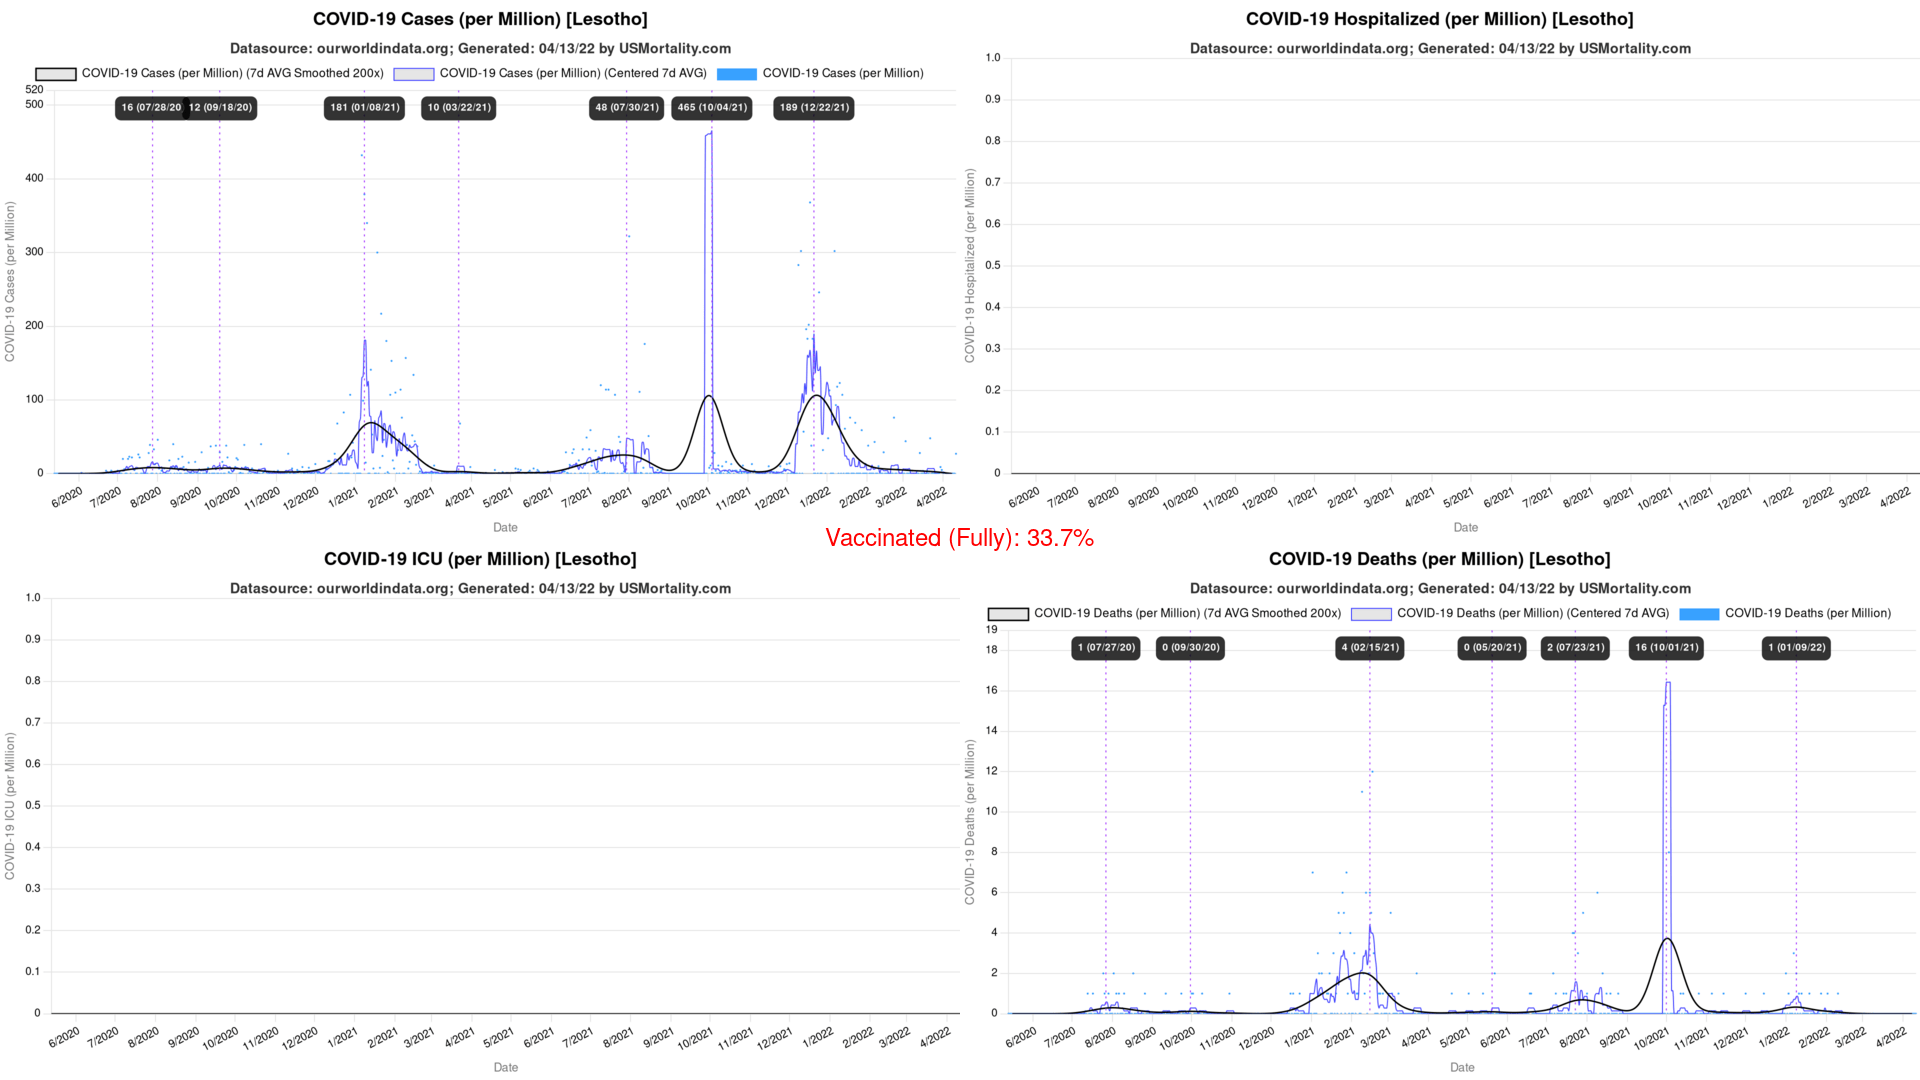 COVID-19 Cases (per Million) [Lesotho]
Datasource: ourworldindata.org; Generated: 04/13/22 by USMortality.com
COVID-19 Cases (per Million) (7d AVG Smoothed 200x) COVID-19 Cases (per Million) (Centered 7d AVG) COVID-19 Cases (per Million)
520
500
400
300
200
100
0
COVID-19 Cases (per Million)
16 (07/28/20 12 (09/18/20) 181 (01/08/21) 10 (03/22/21) 48 (07/30/21) 465 (10/04/21) 189 (12/22/21)
6/2020 7/2020 8/2020 9/2020 10/2020 11/2020 12/2020 1/2021 2/2021 3/2021 4/2021 5/2021 6/2021 7/2021 8/2021 9/2021 10/2021 11/2021 12/2021 1/2022 2/2022 3/2022 4/2022
Date
COVID-19 Hospitalized (per Million) [Lesotho]
Datasource: ourworldindata.org; Generated: 04/13/22 by USMortality.com
1.0
0.9
0.8
0.7
0.6
0.5
0.4
0.3
0.2
0.1
0
COVID-19 Hospitalized (per Million)
6/2020 7/2020 8/2020 9/2020 10/2020 11/2020 12/2020 1/2021 2/2021 3/2021 4/2021 5/2021 6/2021 7/2021 8/2021 9/2021 10/2021 11/2021 12/2021 1/2022 2/2022 3/2022 4/2022
Date
Vaccinated (Fully): 33.7%
COVID-19 ICU (per Million) [Lesotho]
Datasource: ourworldindata.org; Generated: 04/13/22 by USMortality.com
1.0
0.9
0.8
0.7
0.6
0.5
0.4
0.3
0.2
0.1
0
COVID-19 ICU (per Million)
6/2020 7/2020 8/2020 9/2020 10/2020 11/2020 12/2020 1/2021 2/2021 3/2021 4/2021 5/2021 6/2021 7/2021 8/2021 9/2021 10/2021 11/2021 12/2021 1/2022 2/2022 3/2022 4/2022
Date
COVID-19 Deaths (per Million) [Lesotho]
Datasource: ourworldindata.org; Generated: 04/13/22 by USMortality.com
COVID-19 Deaths (per Million) (7d AVG Smoothed 200x) COVID-19 Deaths (per Million) (Centered 7d AVG) COVID-19 Deaths (per Million)
19
18
16
14
12
10
8
6
4
2
0
COVID-19 Deaths (per Million)
1 (07/27/20) 0 (09/30/20) 4 (02/15/21) 0 (05/20/21) 2 (07/23/21) 16 (10/01/21) 1 (01/09/22)
6/2020 7/2020 8/2020 9/2020 10/2020 11/2020 12/2020 1/2021 2/2021 3/2021 4/2021 5/2021 6/2021 7/2021 8/2021 9/2021 10/2021 11/2021 12/2021 1/2022 2/2022 3/2022 4/2022
Date